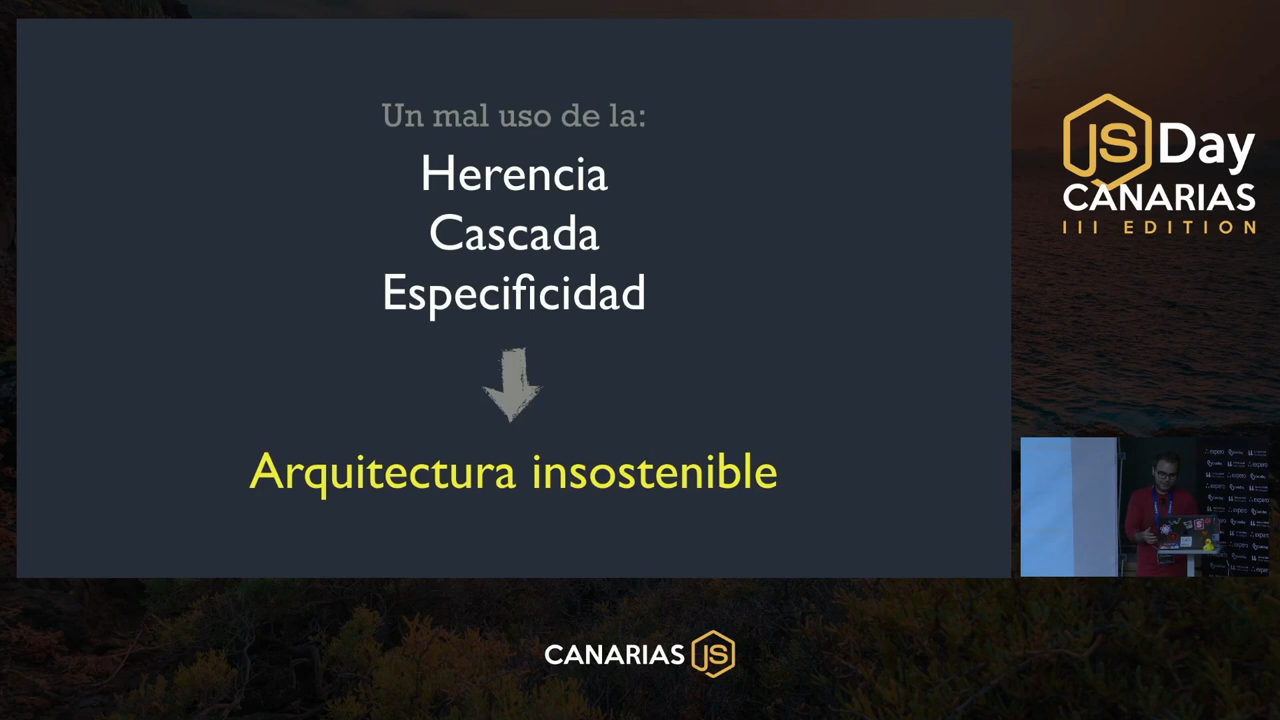 Un mal uso de la:
Herencia
Cascada
Especificidad
Arquitectura insostenible
JS Day
CANARIAS
III EDITION
CANARIAS JS